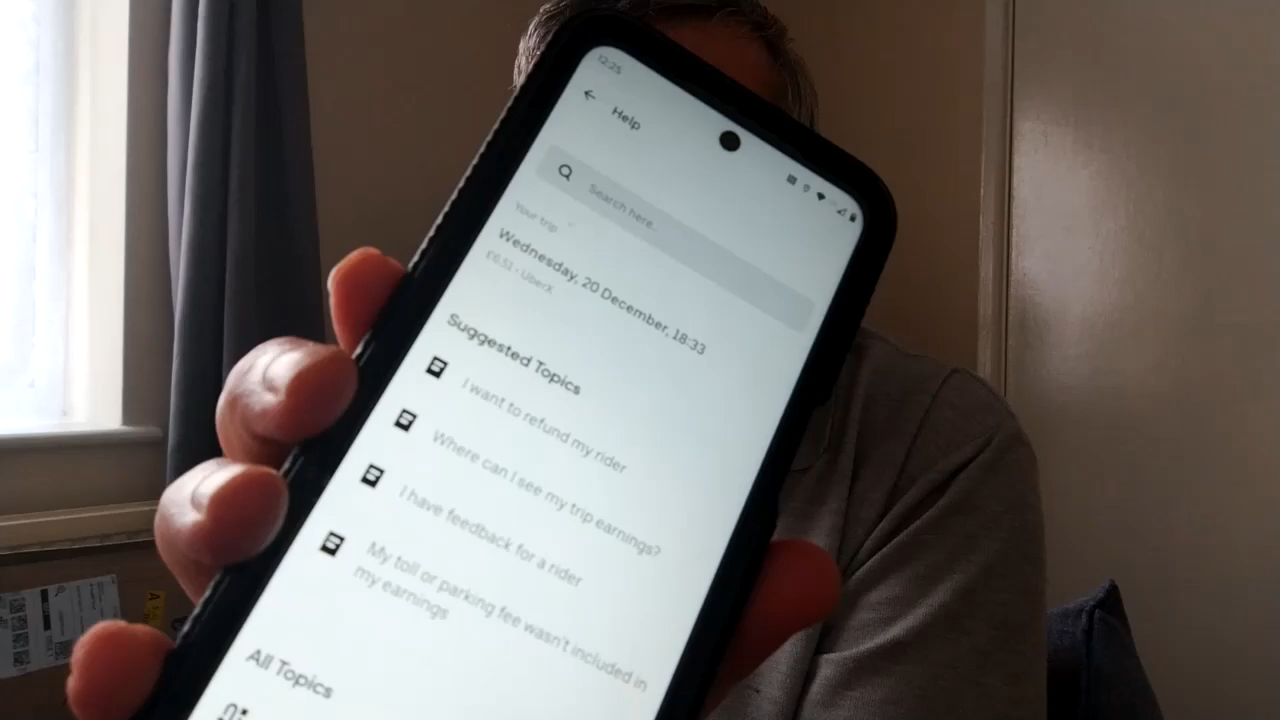 12:25
Help
Search here..
Your trip
Wednesday, 20 December, 18:33
£6.51 • UberX
Suggested Topics
I want to refund my rider
Where can I see my trip earnings?
I have feedback for a rider
My toll or parking fee wasn't included in
my earnings
All Topics
A